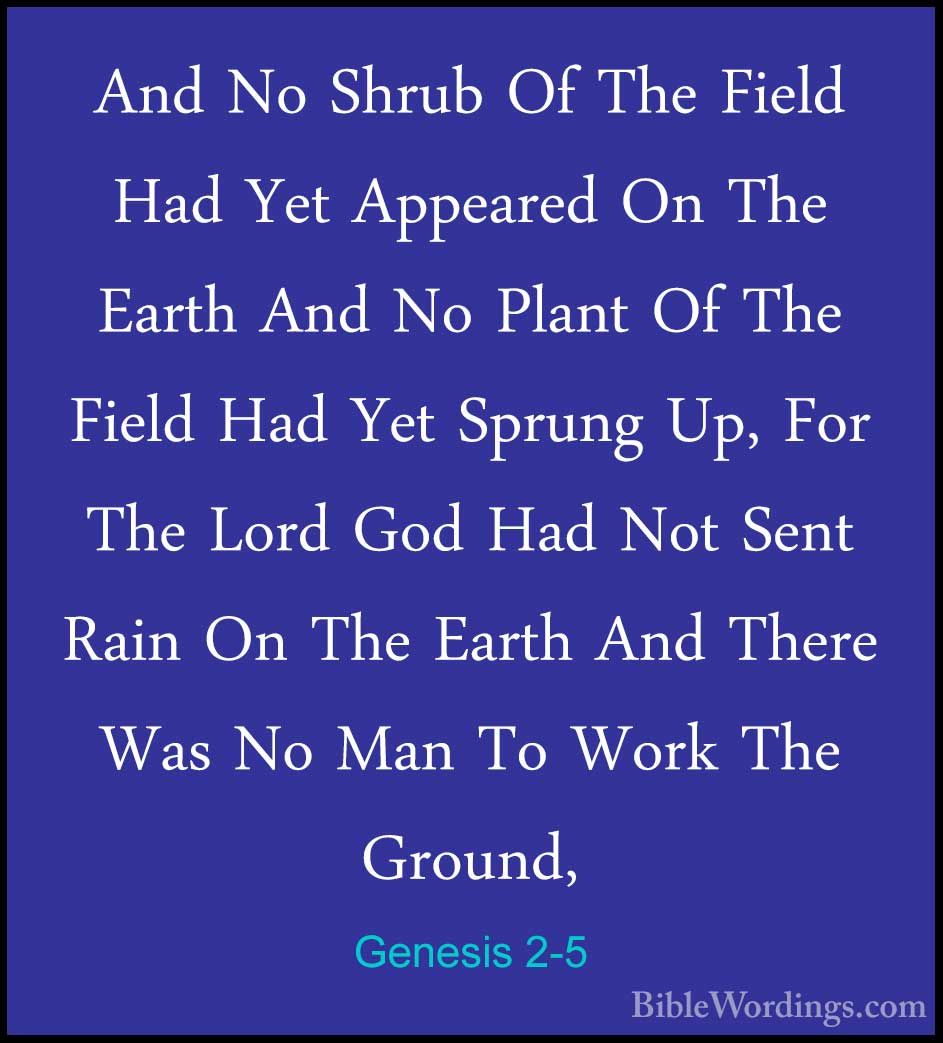 And No Shrub Of The Field
Had Yet Appeared On The
Earth And No Plant Of The
Field Had Yet Sprung Up, For
The Lord God Had Not Sent
Rain On The Earth And There
Was No Man To Work The
Ground,
Genesis 2-5
BibleWordings.com